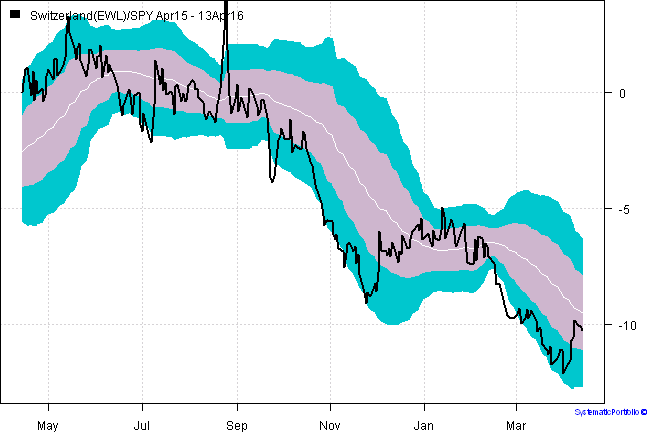 Switzerland(EWL)/SPY Apr15 - 13Apr16
0
-5
-10
May Jul Sep Nov Jan Mar
SystematicPortfolio ©